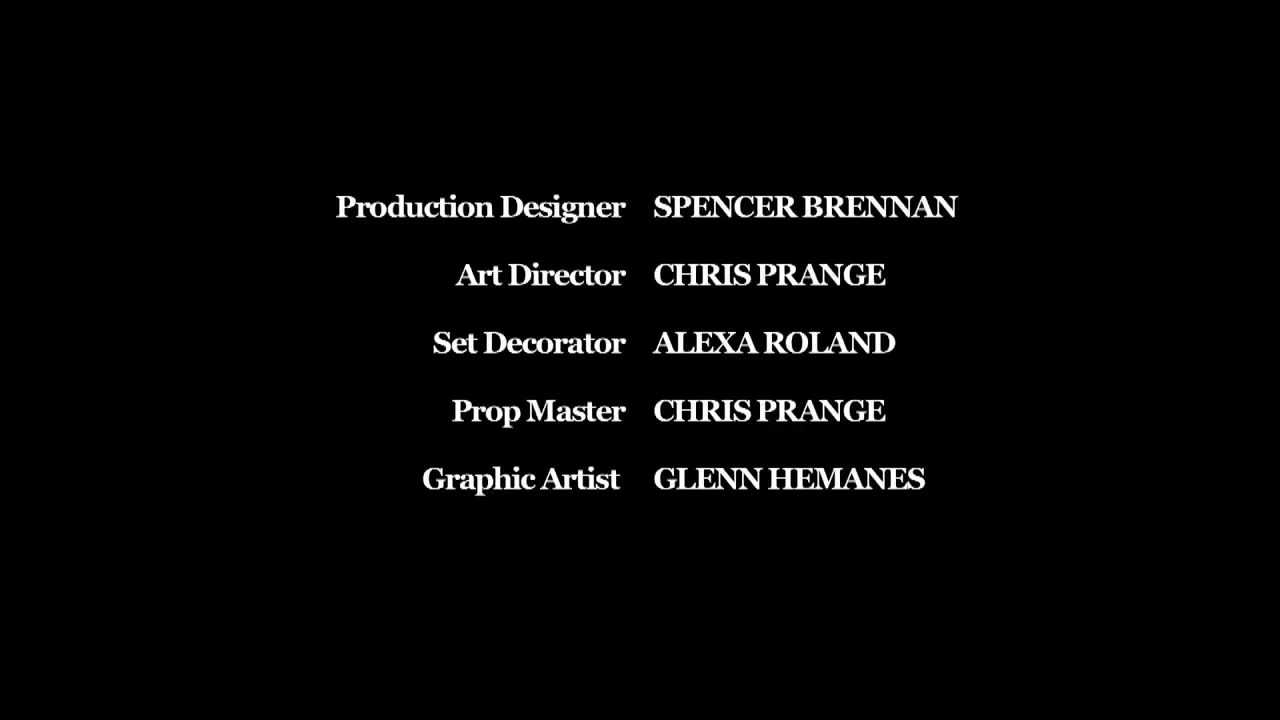 Production Designer SPENCER BRENNAN
Art Director CHRIS PRANGE
Set Decorator ALEXA ROLAND
Prop Master CHRIS PRANGE
Graphic Artist GLENN HEMANES